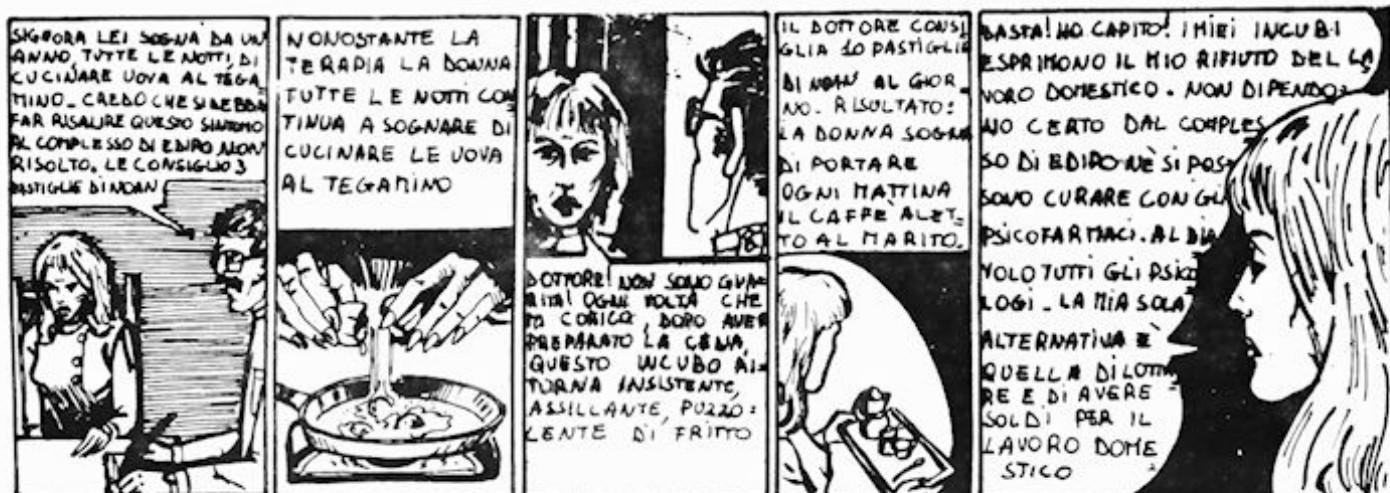 SIGNORA LEI SOGNA DA UN
ANNO, TUTTE LE NOTTI, DI
CUCINARE UOVA AL TEGA
MINO. CREDO CHE SI DEBBA
FAR RISALIRE QUESTO SINTOMO
AL COMPLESSO DI EDIPO NON
RISOLTO. LE CONSIGLIO 3
PASTIGLIE DI NOAN
NONOSTANTE LA
TERAPIA LA DONNA
TUTTE LE NOTTI CON
TINUA A SOGNARE DI
CUCINARE LE UOVA
AL TEGAMINO
DOTTORE! NON SONO GUA-
RITA! OGNI VOLTA CHE
MI CORICO, DOPO AVER
PREPARATO LA CENA,
QUESTO INCUBO RI-
TORNA INSISTENTE,
ASSILLANTE, PUZZO=
LENTE DI FRITTO
IL DOTTORE CONSI
GLIA 10 PASTIGLIE
DI NOAN AL GIOR-
NO. RISULTATO:
LA DONNA SOGNA
DI PORTARE
OGNI MATTINA
IL CAFFÈ A LET-
TO AL MARITO.
BASTA! HO CAPITO! I MIEI INCUBI
ESPRIMONO IL MIO RIFIUTO DEL LA
VORO DOMESTICO. NON DIPENDO=
NO CERTO DAL COMPLES
SO DI EDIPO NÈ SI POS
SONO CURARE CON GLI
PSICOFARMACI. AL DIA
VOLO TUTTI GLI PSICO
LOGI. LA MIA SOLA
ALTERNATIVA È
QUELLA DI LOTTA
RE E DI AVERE
SOLDI PER IL
LAVORO DOME
STICO